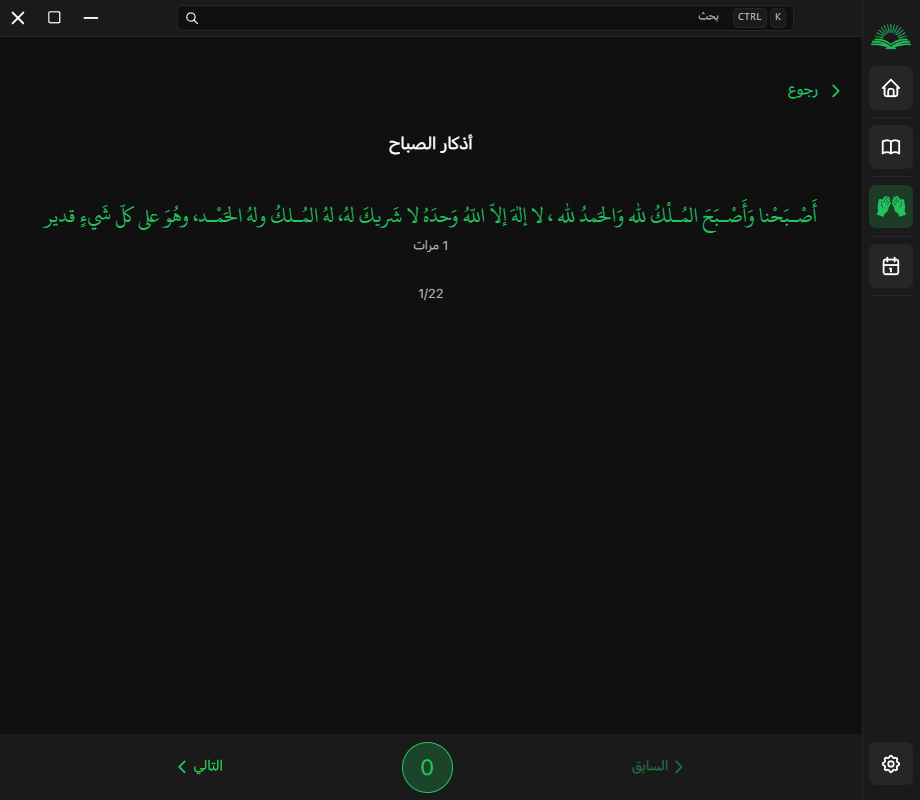 بحث CTRL K
رجوع
أذكار الصباح
أَصْـبَحْنا وَأَصْـبَحَ المُـلْكُ لله وَالحَمدُ لله ، لا إلهَ إلاّ اللّهُ وَحدَهُ لا شَريكَ لهُ، لهُ المُـلكُ ولهُ الحَمْـد، وهُوَ على كلّ شَيءٍ قدير
1 مرات
1/22
السابق 0 التالي